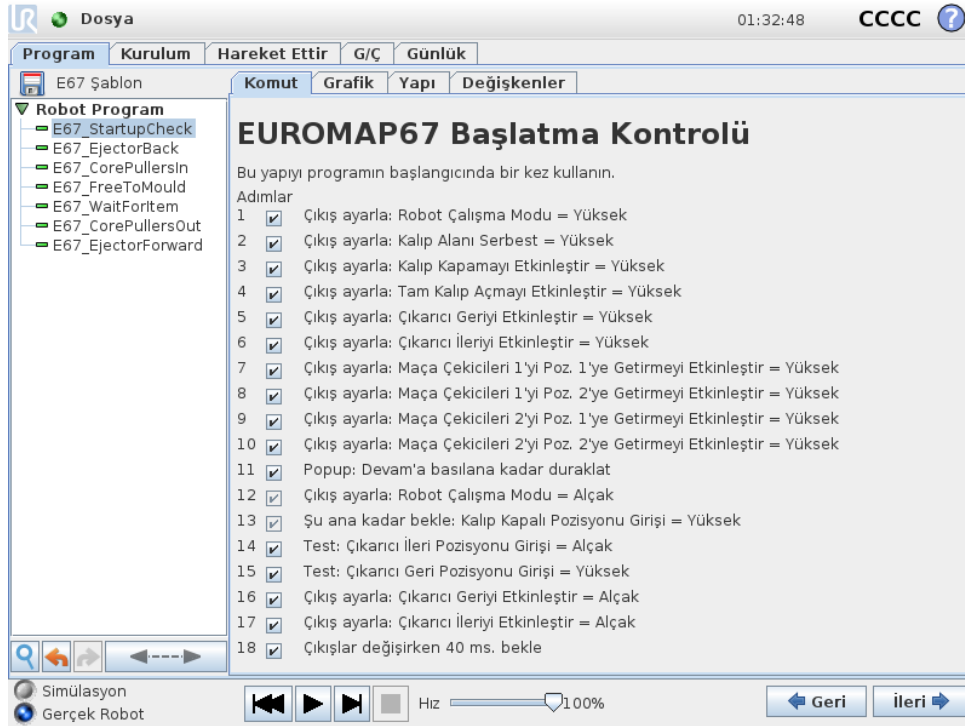 UR Dosya 01:32:48 CCCC ?
Program Kurulum Hareket Ettir G/Ç Günlük
E67 Şablon
Komut Grafik Yapı Değişkenler
Robot Program
E67_StartupCheck
E67_EjectorBack
E67_CorePullersIn
E67_FreeToMould
E67_WaitForItem
E67_CorePullersOut
E67_EjectorForward
EUROMAP67 Başlatma Kontrolü
Bu yapıyı programın başlangıcında bir kez kullanın.
Adımlar
1 Çıkış ayarla: Robot Çalışma Modu = Yüksek
2 Çıkış ayarla: Kalıp Alanı Serbest = Yüksek
3 Çıkış ayarla: Kalıp Kapamayı Etkinleştir = Yüksek
4 Çıkış ayarla: Tam Kalıp Açmayı Etkinleştir = Yüksek
5 Çıkış ayarla: Çıkarıcı Geriyi Etkinleştir = Yüksek
6 Çıkış ayarla: Çıkarıcı İleriyi Etkinleştir = Yüksek
7 Çıkış ayarla: Maça Çekicileri 1'yi Poz. 1'ye Getirmeyi Etkinleştir = Yüksek
8 Çıkış ayarla: Maça Çekicileri 1'yi Poz. 2'ye Getirmeyi Etkinleştir = Yüksek
9 Çıkış ayarla: Maça Çekicileri 2'yi Poz. 1'ye Getirmeyi Etkinleştir = Yüksek
10 Çıkış ayarla: Maça Çekicileri 2'yi Poz. 2'ye Getirmeyi Etkinleştir = Yüksek
11 Popup: Devam'a basılana kadar duraklat
12 Çıkış ayarla: Robot Çalışma Modu = Alçak
13 Şu ana kadar bekle: Kalıp Kapalı Pozisyonu Girişi = Yüksek
14 Test: Çıkarıcı İleri Pozisyonu Girişi = Alçak
15 Test: Çıkarıcı Geri Pozisyonu Girişi = Yüksek
16 Çıkış ayarla: Çıkarıcı Geriyi Etkinleştir = Alçak
17 Çıkış ayarla: Çıkarıcı İleriyi Etkinleştir = Alçak
18 Çıkışlar değişirken 40 ms. bekle
Simülasyon
Gerçek Robot
Hız 100%
Geri İleri